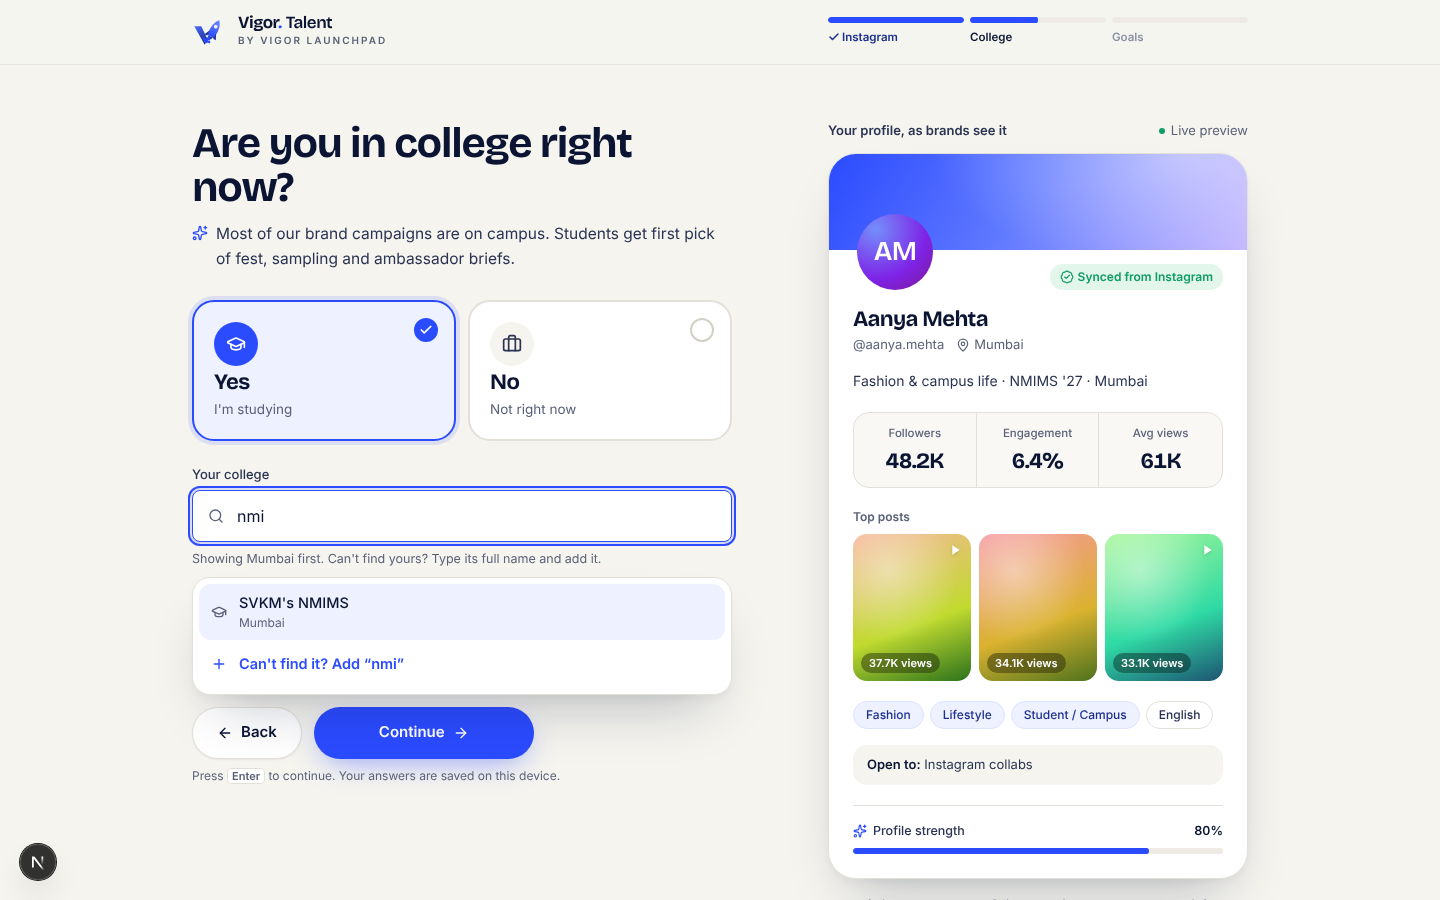 Vigor. Talent
BY VIGOR LAUNCHPAD
Instagram
College
Goals
Are you in college right
now?
Most of our brand campaigns are on campus. Students get first pick
of fest, sampling and ambassador briefs.
Yes
I'm studying
No
Not right now
Your college
nmi
Showing Mumbai first. Can't find yours? Type its full name and add it.
SVKM's NMIMS
Mumbai
Can't find it? Add “nmi”
Back
Continue
Press Enter to continue. Your answers are saved on this device.
N
Your profile, as brands see it
Live preview
AM
Synced from Instagram
Aanya Mehta
@aanya.mehta
Mumbai
Fashion & campus life · NMIMS '27 · Mumbai
Followers
48.2K
Engagement
6.4%
Avg views
61K
Top posts
37.7K views
34.1K views
33.1K views
Fashion
Lifestyle
Student / Campus
English
Open to: Instagram collabs
Profile strength
80%